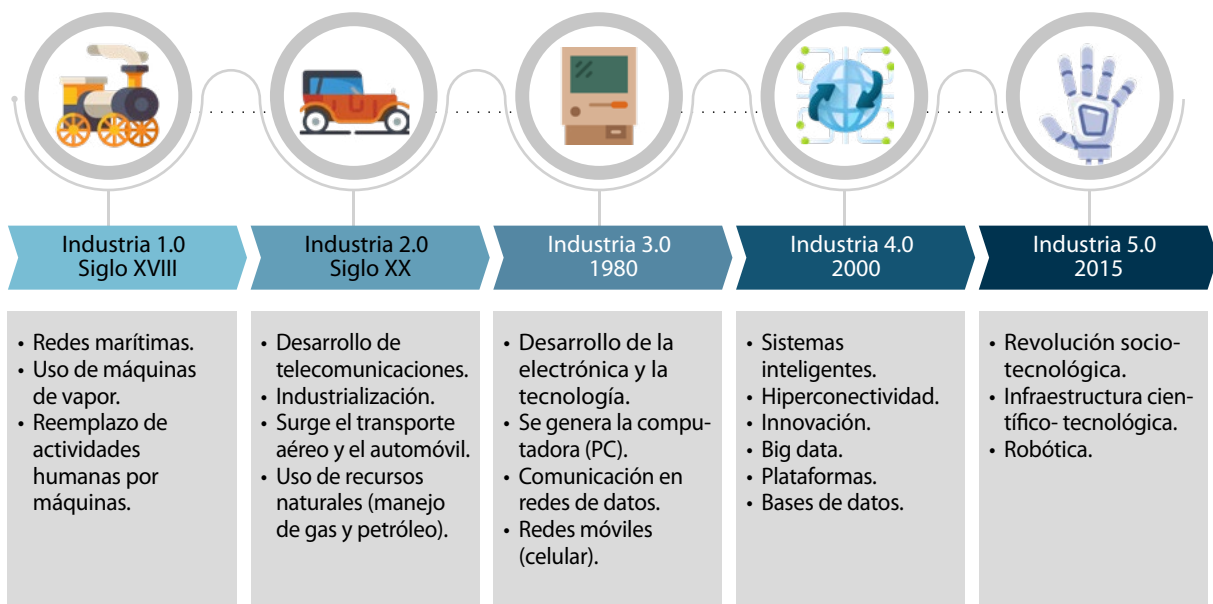 Industria 1.0
Siglo XVIII
Industria 2.0
Siglo XX
Industria 3.0
1980
Industria 4.0
2000
Industria 5.0
2015
• Redes marítimas.
• Uso de máquinas
de vapor.
• Reemplazo de
actividades
humanas por
máquinas.
• Desarrollo de
telecomunicaciones.
• Industrialización.
• Surge el transporte
aéreo y el automóvil.
• Uso de recursos
naturales (manejo
de gas y petróleo).
• Desarrollo de la
electrónica y la
tecnología.
• Se genera la compu-
tadora (PC).
• Comunicación en
redes de datos.
• Redes móviles
(celular).
• Sistemas
inteligentes.
• Hiperconectividad.
• Innovación.
• Big data.
• Plataformas.
• Bases de datos.
• Revolución socio-
tecnológica.
• Infraestructura cien-
tífico- tecnológica.
• Robótica.